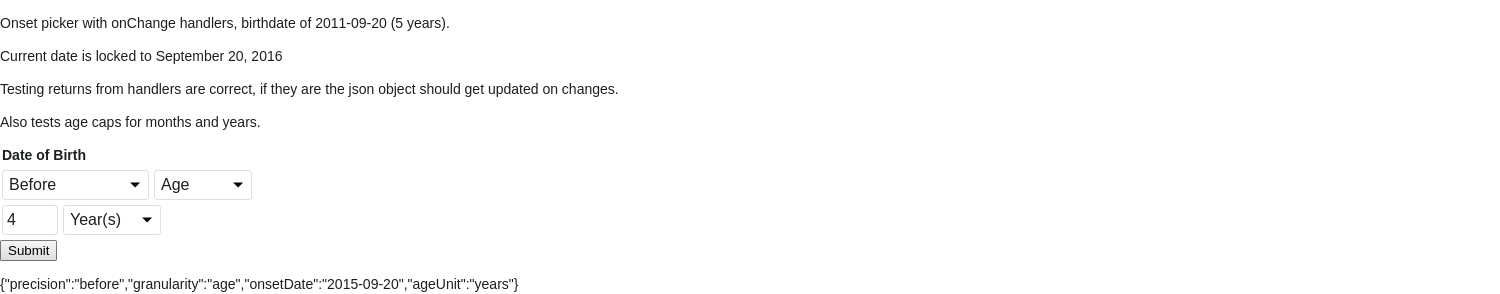 Onset picker with onChange handlers, birthdate of 2011-09-20 (5 years).
Current date is locked to September 20, 2016
Testing returns from handlers are correct, if they are the json object should get updated on changes.
Also tests age caps for months and years.
Date of Birth
Before Age
4 Year(s)
Submit
{"precision":"before","granularity":"age","onsetDate":"2015-09-20","ageUnit":"years"}